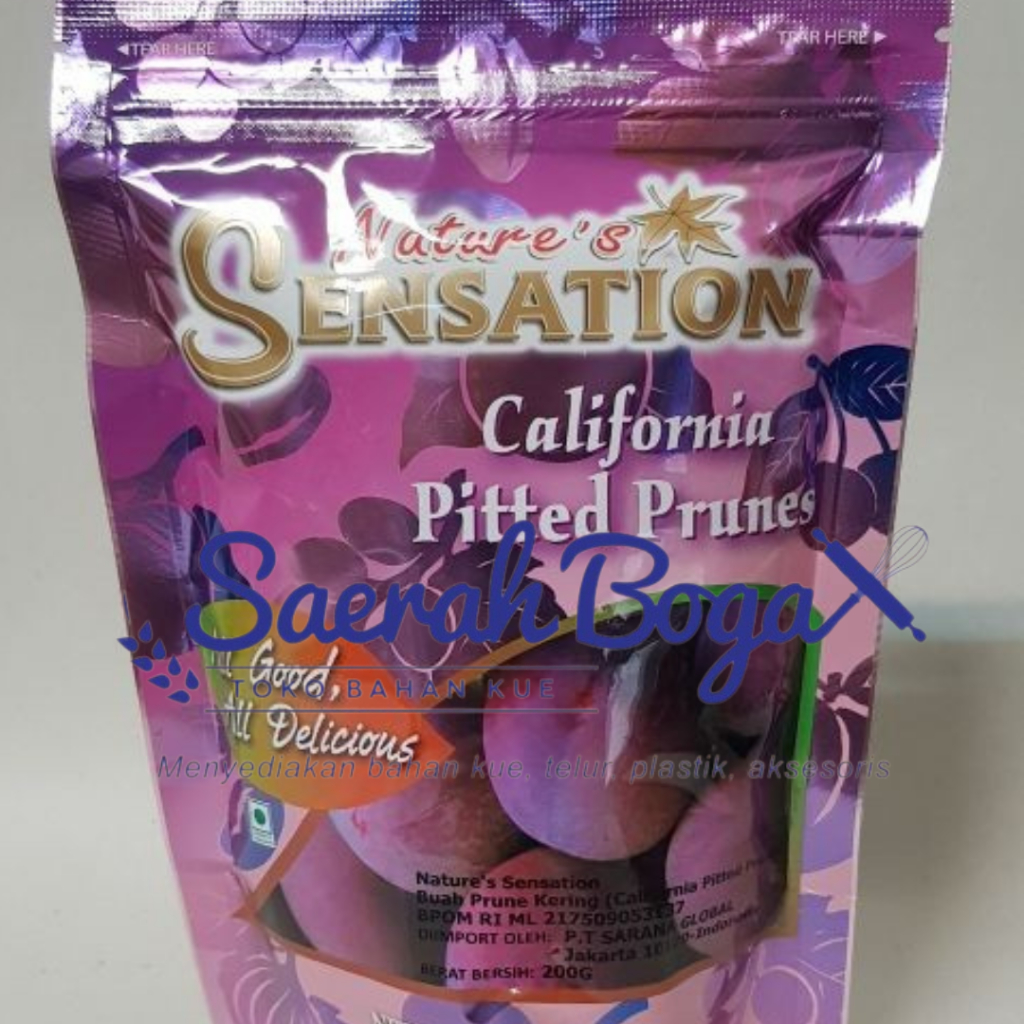 TEAR HERE
TEAR HERE
Nature's
SENSATION
California
Pitted Prunes
Saerah Boga
TOKO BAHAN KUE
Good,
All Delicious
Menyediakan bahan kue, telur, plastik, aksesoris
Nature's Sensation
Buah Prune Kering (California Pitted
BPOM RI ML
DIIMPORT OLEH: P.T SARANA GLOBAL
Jakarta
BERAT BERSIH: 200G